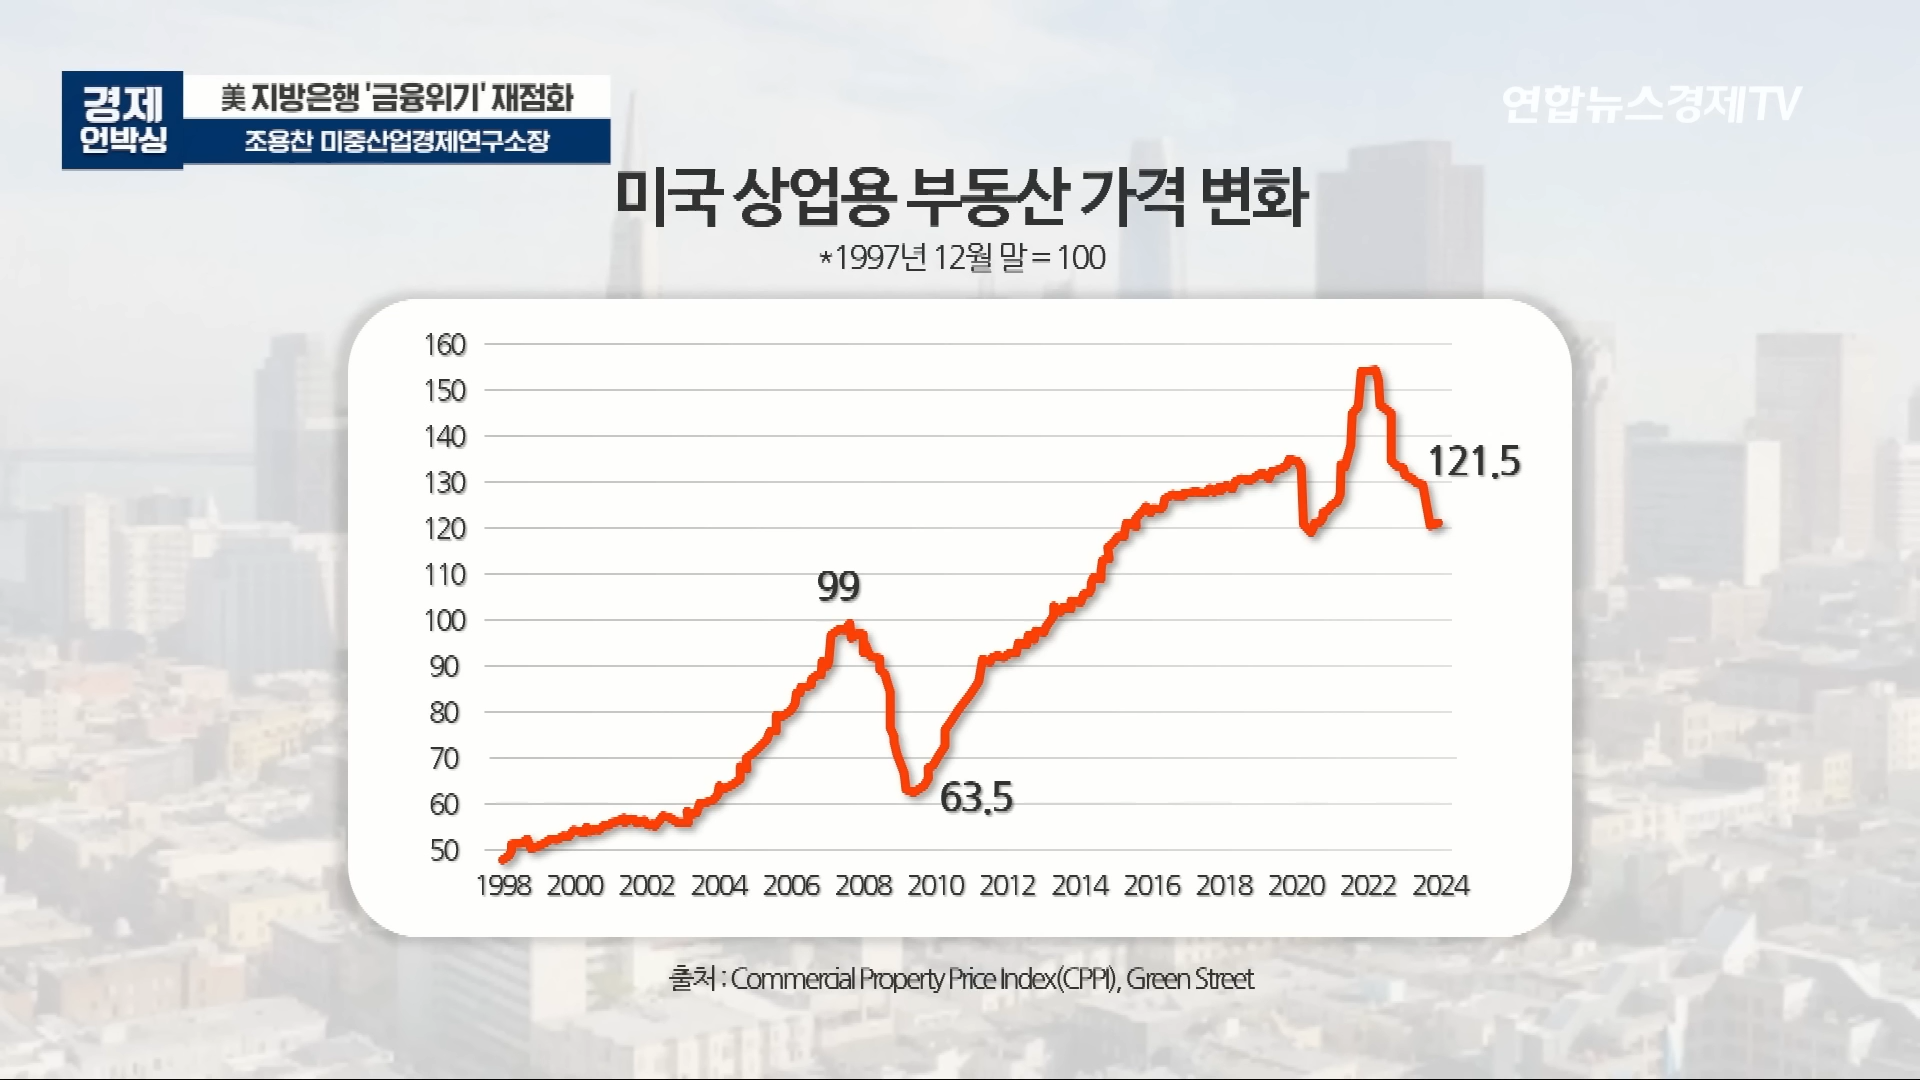 경제
언박싱
美 지방은행 '금융위기' 재점화
조용찬 미중산업경제연구소장
연합뉴스경제TV
미국 상업용 부동산 가격 변화
*1997년 12월 말 = 100
160
150
140
130
120
110
100
90
80
70
60
50
99
63.5
121.5
1998 2000 2002 2004 2006 2008 2010 2012 2014 2016 2018 2020 2022 2024
출처 : Commercial Property Price Index(CPPI), Green Street